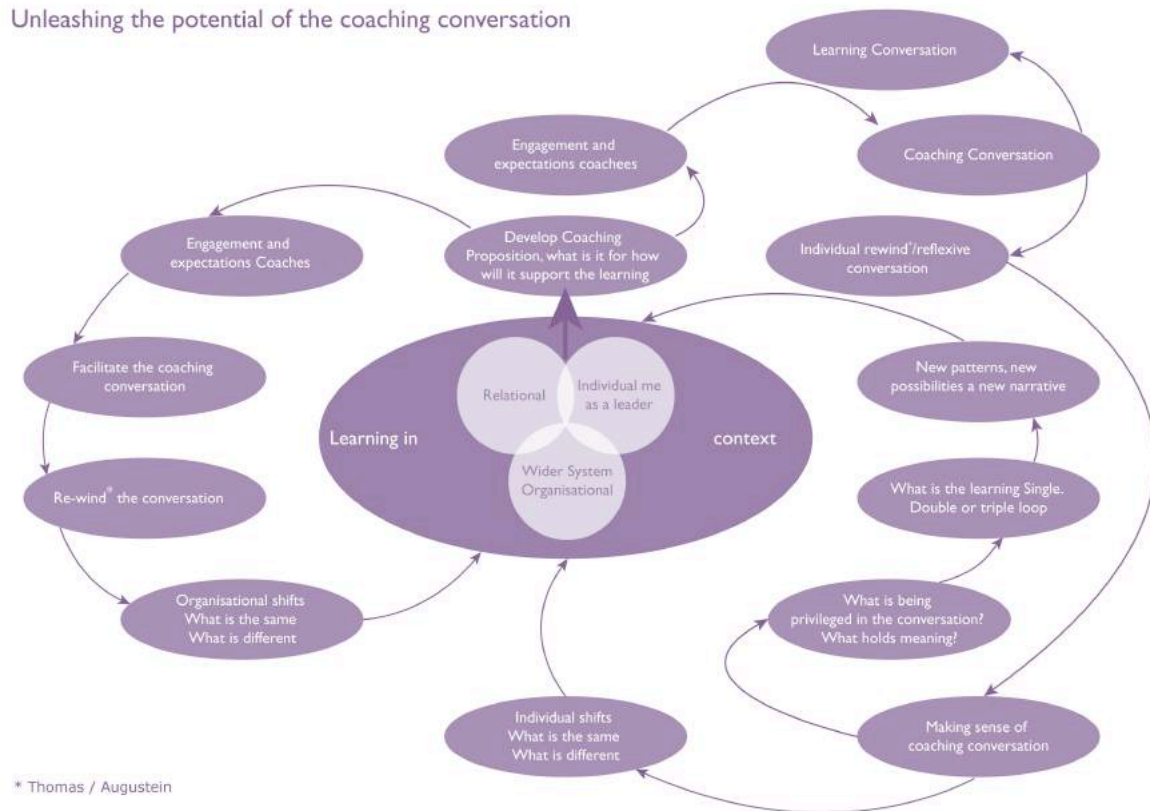 Unleashing the potential of the coaching conversation
Learning Conversation
Engagement and
expectations coachees
Coaching Conversation
Engagement and
expectations Coaches
Develop Coaching
Proposition, what is it for how
will it support the learning
Individual rewind*/reflexive
conversation
Facilitate the coaching
conversation
Relational
Individual me
as a leader
New patterns, new
possibilities a new narrative
Learning in
context
Wider System
Organisational
Re-wind* the conversation
What is the learning Single.
Double or triple loop
Organisational shifts
What is the same
What is different
What is being
privileged in the conversation?
What holds meaning?
Individual shifts
What is the same
What is different
Making sense of
coaching conversation
* Thomas / Augustein